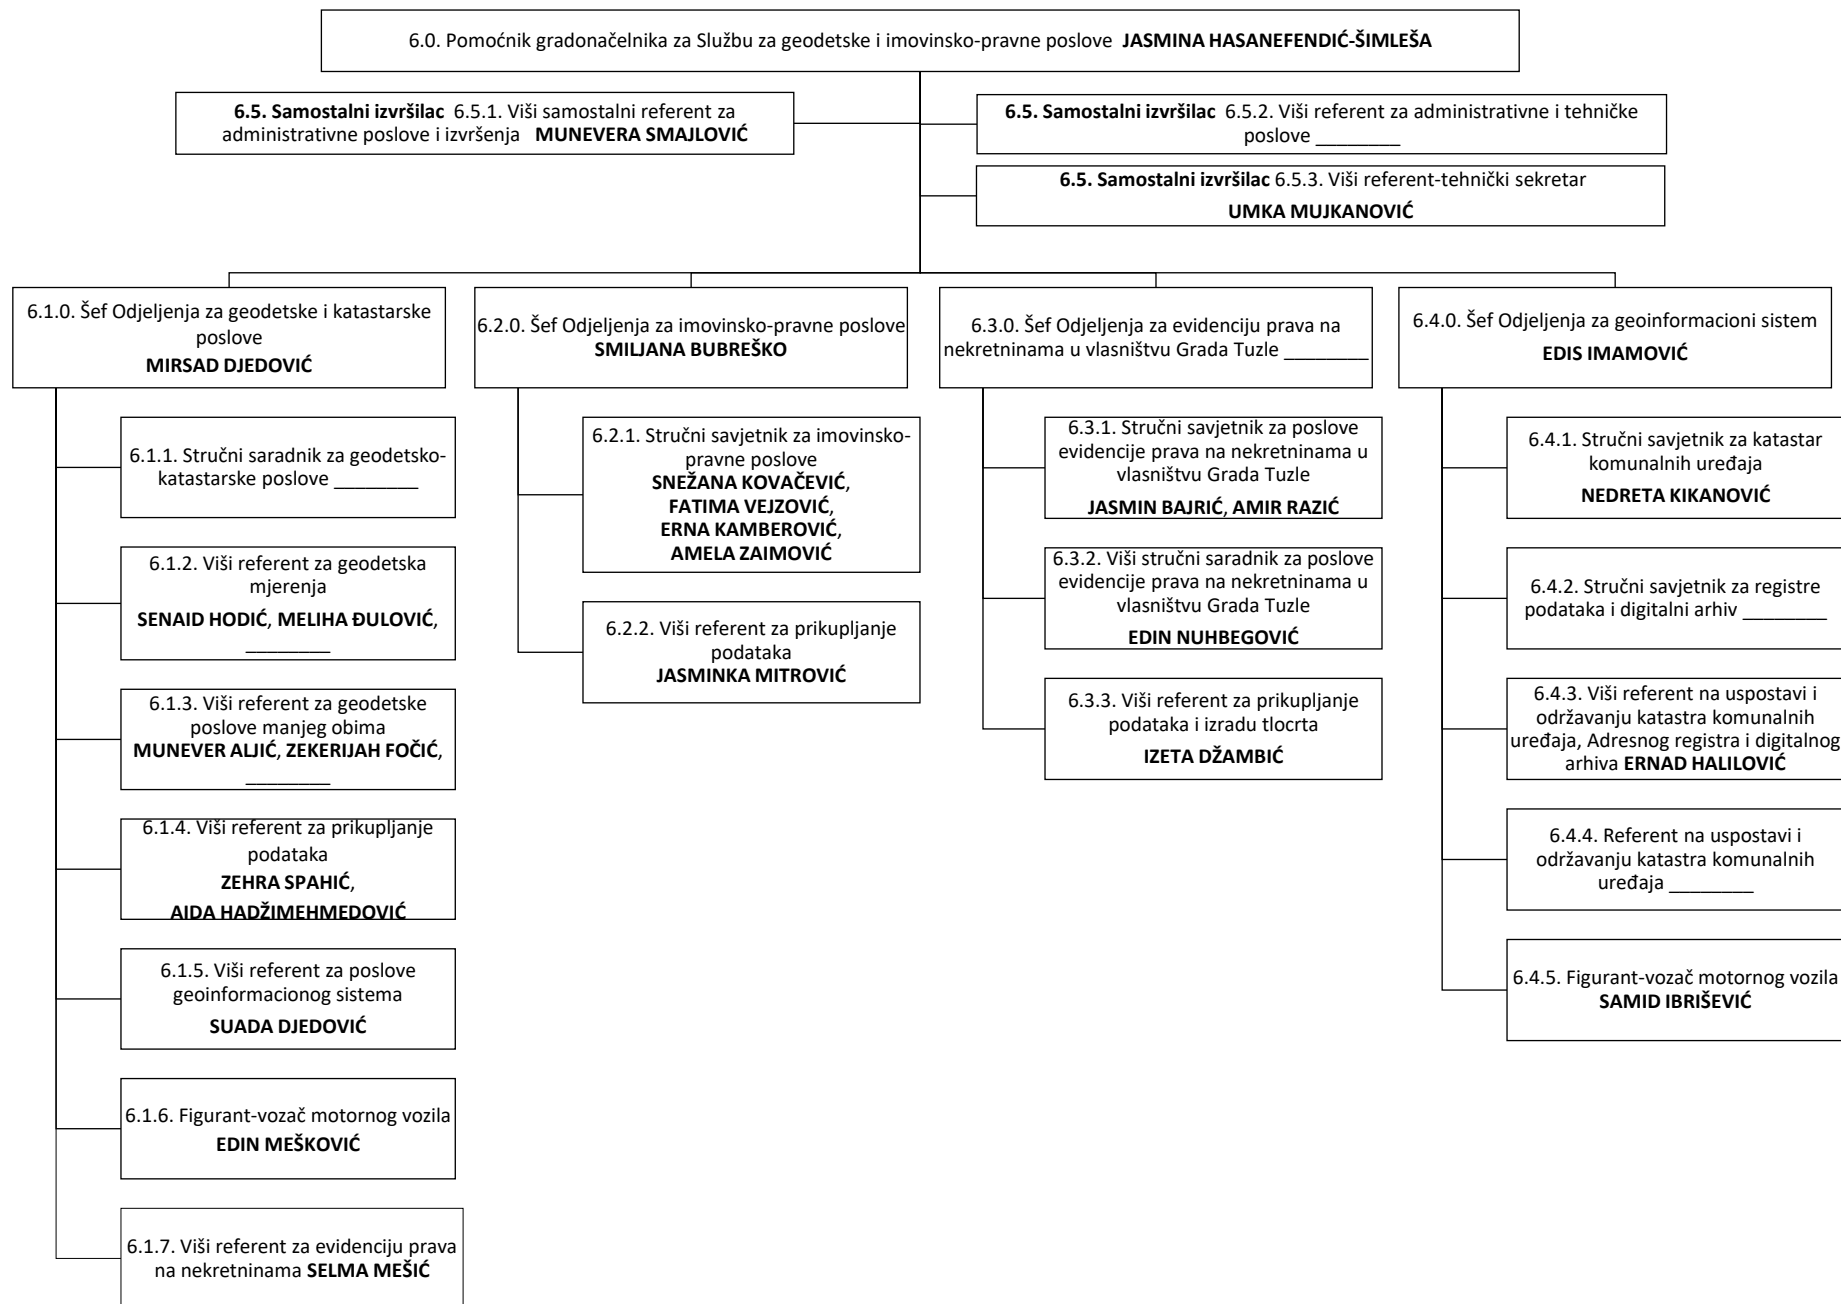 6.0. Pomoćnik gradonačelnika za Službu za geodetske i imovinsko-pravne poslove JASMINA HASANEFENDIĆ-ŠIMLEŠA
6.5. Samostalni izvršilac 6.5.1. Viši samostalni referent za
administrativne poslove i izvršenja MUNEVERA SMAJLOVIĆ
6.5. Samostalni izvršilac 6.5.2. Viši referent za administrativne i tehničke
poslove ________
6.5. Samostalni izvršilac 6.5.3. Viši referent-tehnički sekretar
UMKA MUJKANOVIĆ
6.1.0. Šef Odjeljenja za geodetske i katastarske
poslove
MIRSAD DJEDOVIĆ
6.1.1. Stručni saradnik za geodetsko-
katastarske poslove ________
6.1.2. Viši referent za geodetska
mjerenja
SENAID HODIĆ, MELIHA ĐULOVIĆ,
________
6.1.3. Viši referent za geodetske
poslove manjeg obima
MUNEVER ALJIĆ, ZEKERIJAH FOČIĆ,
________
6.1.4. Viši referent za prikupljanje
podataka
ZEHRA SPAHIĆ,
AIDA HADŽIMEHMEDOVIĆ
6.1.5. Viši referent za poslove
geoinformacionog sistema
SUADA DJEDOVIĆ
6.1.6. Figurant-vozač motornog vozila
EDIN MEŠKOVIĆ
6.1.7. Viši referent za evidenciju prava
na nekretninama SELMA MEŠIĆ
6.2.0. Šef Odjeljenja za imovinsko-pravne poslove
SMILJANA BUBREŠKO
6.2.1. Stručni savjetnik za imovinsko-
pravne poslove
SNEŽANA KOVAČEVIĆ,
FATIMA VEJZOVIĆ,
ERNA KAMBEROVIĆ,
AMELA ZAIMOVIĆ
6.2.2. Viši referent za prikupljanje
podataka
JASMINKA MITROVIĆ
6.3.0. Šef Odjeljenja za evidenciju prava na
nekretninama u vlasništvu Grada Tuzle ________
6.3.1. Stručni savjetnik za poslove
evidencije prava na nekretninama u
vlasništvu Grada Tuzle
JASMIN BAJRIĆ, AMIR RAZIĆ
6.3.2. Viši stručni saradnik za poslove
evidencije prava na nekretninama u
vlasništvu Grada Tuzle
EDIN NUHBEGOVIĆ
6.3.3. Viši referent za prikupljanje
podataka i izradu tlocrta
IZETA DŽAMBIĆ
6.4.0. Šef Odjeljenja za geoinformacioni sistem
EDIS IMAMOVIĆ
6.4.1. Stručni savjetnik za katastar
komunalnih uređaja
NEDRETA KIKANOVIĆ
6.4.2. Stručni savjetnik za registre
podataka i digitalni arhiv ________
6.4.3. Viši referent na uspostavi i
održavanju katastra komunalnih
uređaja, Adresnog registra i digitalnog
arhiva ERNAD HALILOVIĆ
6.4.4. Referent na uspostavi i
održavanju katastra komunalnih
uređaja ________
6.4.5. Figurant-vozač motornog vozila
SAMID IBRIŠEVIĆ